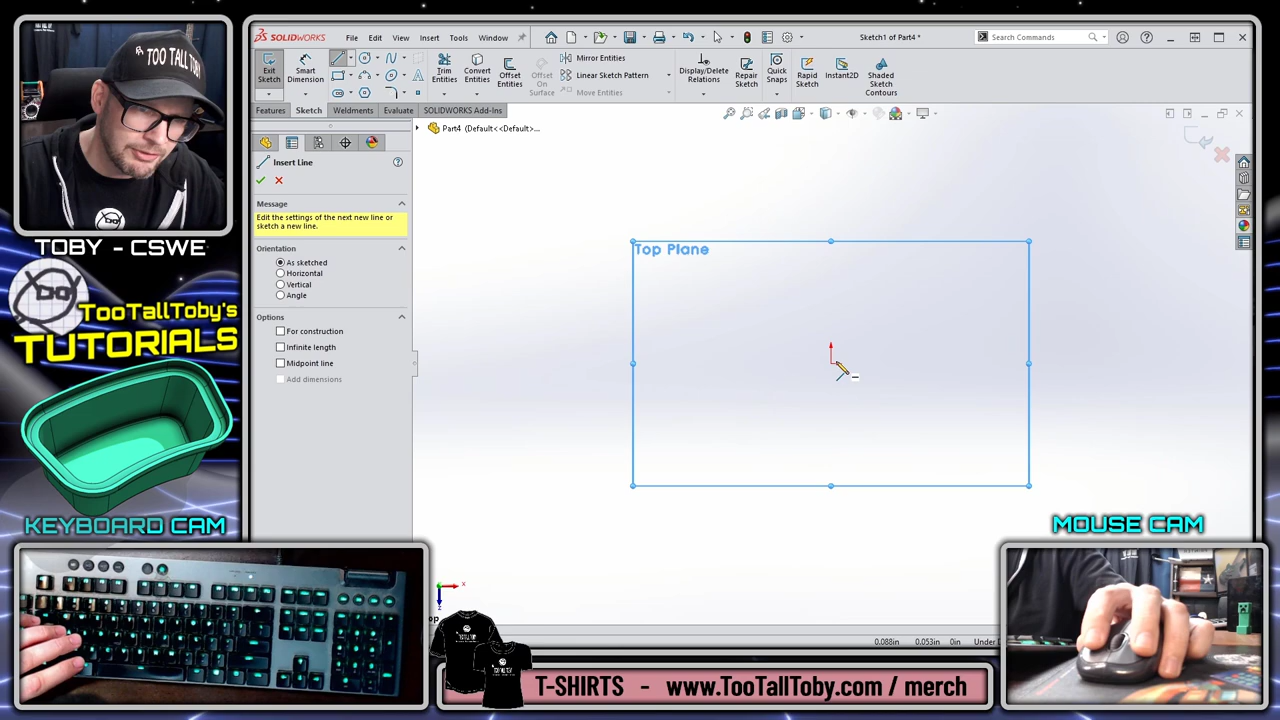 TOO TALL TOBY
TOBY - CSWE
TooTallToby's
TUTORIALS
KEYBOARD CAM
SOLIDWORKS
File
Edit
View
Insert
Tools
Window
Sketch1 of Part4 *
Search Commands
Exit
Sketch
Smart
Dimension
Trim
Entities
Convert
Entities
Offset
Entities
Offset
On
Surface
Mirror Entities
Linear Sketch Pattern
Move Entities
Display/Delete
Relations
Repair
Sketch
Quick
Snaps
Rapid
Sketch
Instant2D
Shaded
Sketch
Contours
Features
Sketch
Weldments
Evaluate
SOLIDWORKS Add-Ins
Part4 (Default<<Default>...
Insert Line
Message
Edit the settings of the next new line or
sketch a new line.
Orientation
As sketched
Horizontal
Vertical
Angle
Options
For construction
Infinite length
Midpoint line
Add dimensions
Top Plane
x
z
op
0.088in
0.053in
0in
Under D
MOUSE CAM
T-SHIRTS - www.TooTallToby.com / merch